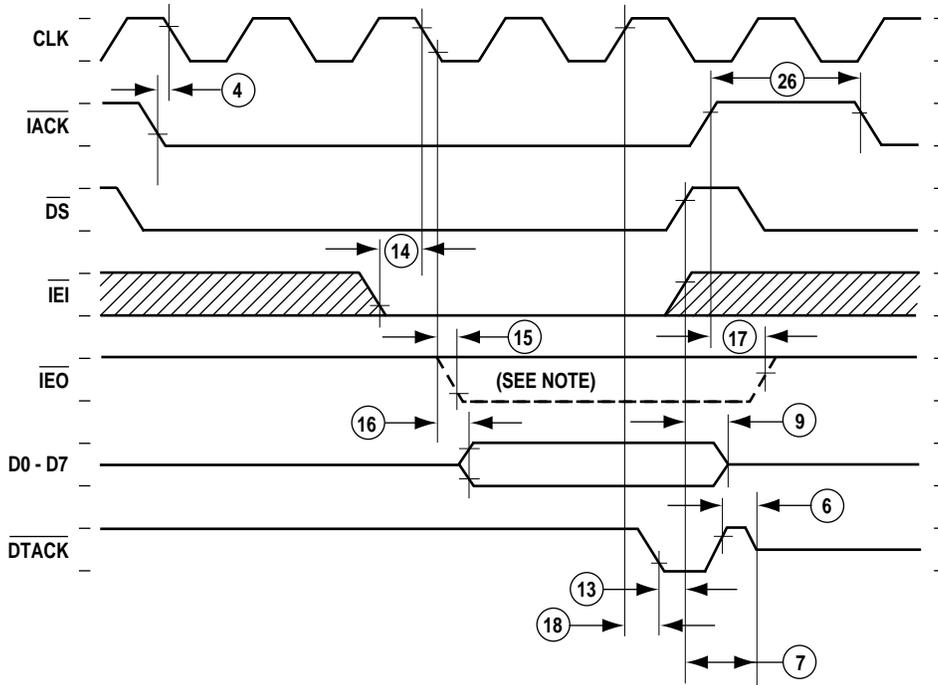 CLK
4
26
IACK
DS
14
IEI
15
17
IEO
(SEE NOTE)
16
9
D0 - D7
6
DTACK
13
18
7